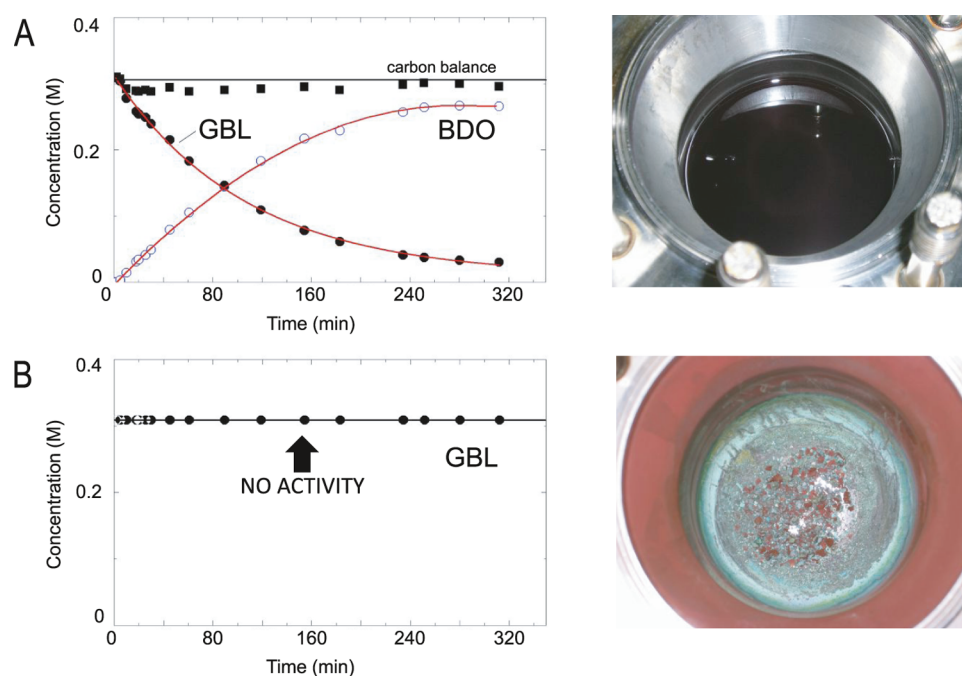 A
0.4
0.2
0
Concentration (M)
carbon balance
GBL
BDO
0 80 160 240 320
Time (min)
B
0.4
0.2
0
Concentration (M)
NO ACTIVITY
GBL
0 80 160 240 320
Time (min)